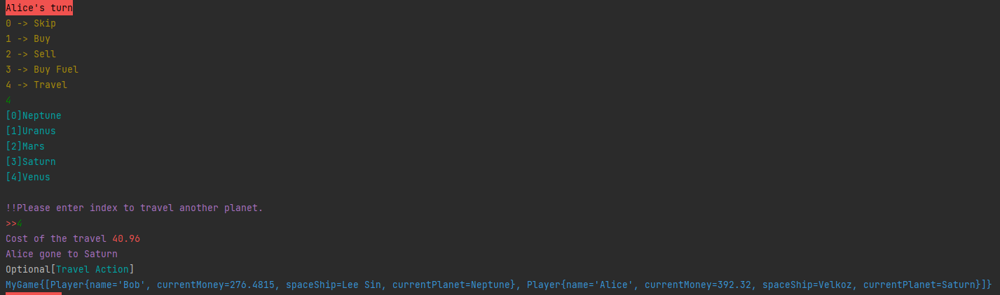 Alice's turn
0 -> Skip
1 -> Buy
2 -> Sell
3 -> Buy Fuel
4 -> Travel
4
[0]Neptune
[1]Uranus
[2]Mars
[3]Saturn
[4]Venus
!!Please enter index to travel another planet.
>>4
Cost of the travel 40.96
Alice gone to Saturn
Optional[Travel Action]
MyGame{[Player{name='Bob', currentMoney=276.4815, spaceShip=Lee Sin, currentPlanet=Neptune}, Player{name='Alice', currentMoney=392.32, spaceShip=Velkoz, currentPlanet=Saturn}]}